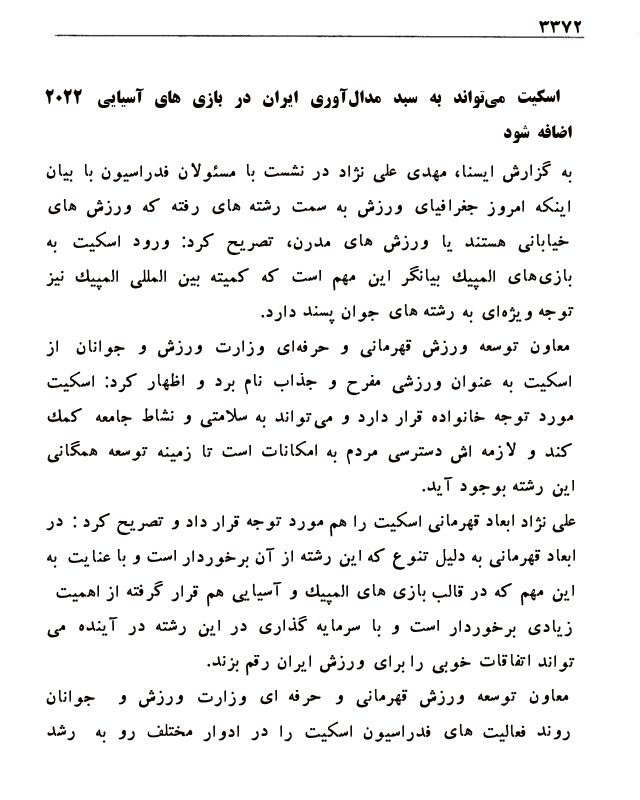 ۳۳۷۲
اسکیت می‌تواند به سبد مدال‌آوری ایران در بازی های آسیایی ۲۰۲۲
اضافه شود
به گزارش ایسنا، مهدی علی نژاد در نشست با مسئولان فدراسیون با بیان
اینکه امروز جغرافیای ورزش به سمت رشته های رفته که ورزش های
خیابانی هستند یا ورزش های مدرن، تصریح کرد: ورود اسکیت به
بازی‌های المپیك بیانگر این مهم است که کمیته بین المللی المپیك نیز
توجه ویژه‌ای به رشته های جوان پسند دارد.
معاون توسعه ورزش قهرمانی و حرفه‌ای وزارت ورزش و جوانان از
اسکیت به عنوان ورزشی مفرح و جذاب نام برد و اظهار کرد: اسکیت
مورد توجه خانواده قرار دارد و می‌تواند به سلامتی و نشاط جامعه کمك
کند و لازمه اش دسترسی مردم به امکانات است تا زمینه توسعه همگانی
این رشته بوجود آید.
علی نژاد ابعاد قهرمانی اسکیت را هم مورد توجه قرار داد و تصریح کرد : در
ابعاد قهرمانی به دلیل تنوع که این رشته از آن برخوردار است و با عنایت به
این مهم که در قالب بازی های المپیك و آسیایی هم قرار گرفته از اهمیت
زیادی برخوردار است و با سرمایه گذاری در این رشته در آینده می
تواند اتفاقات خوبی را برای ورزش ایران رقم بزند.
معاون توسعه ورزش قهرمانی و حرفه ای وزارت ورزش و جوانان
روند فعالیت های فدراسیون اسکیت را در ادوار مختلف رو به رشد